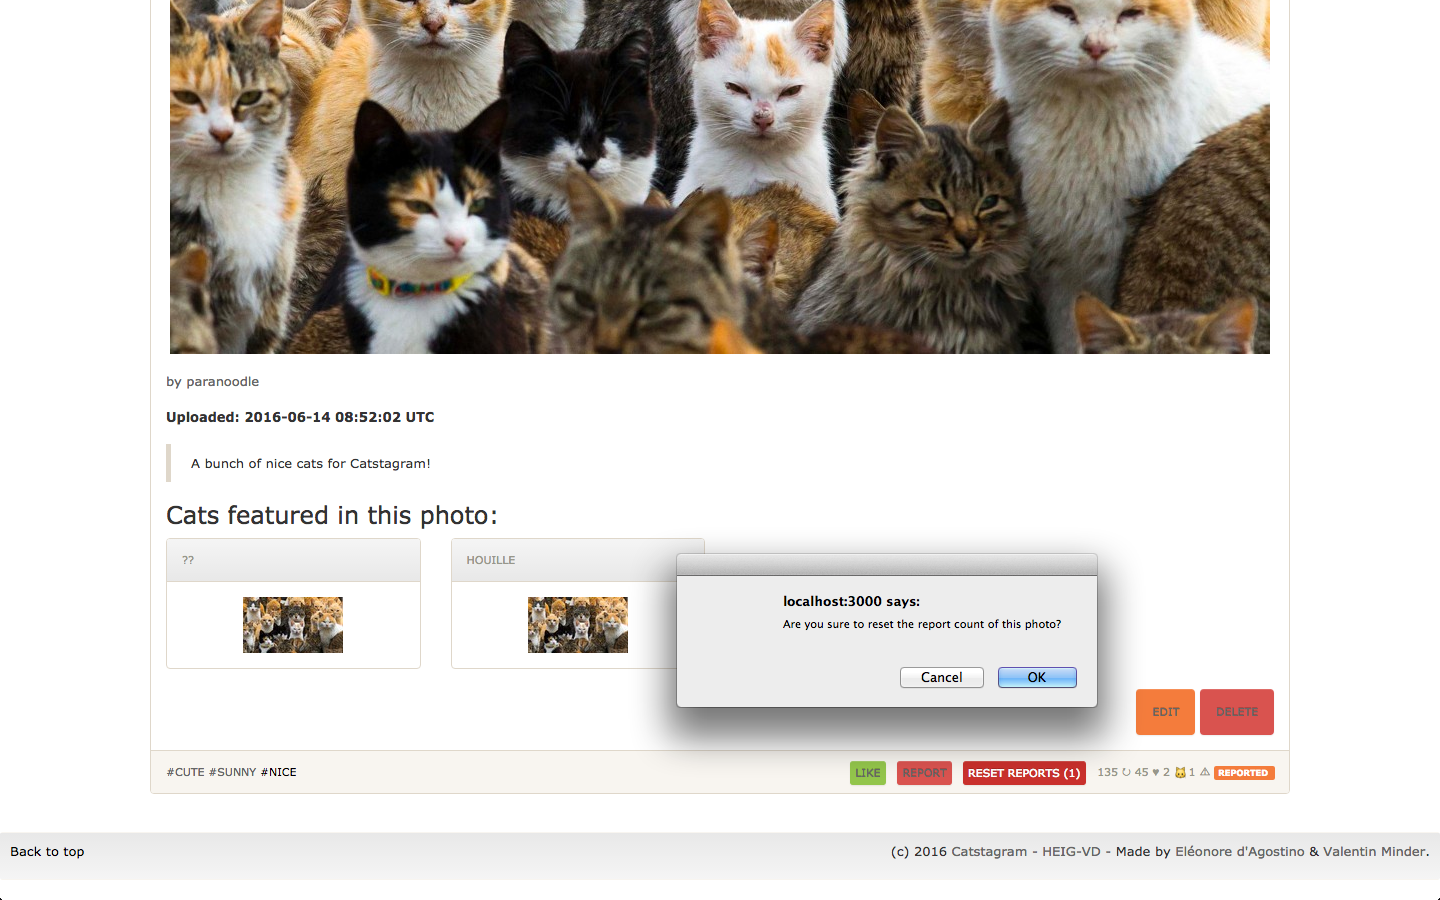 by paranoodle
Uploaded: 2016-06-14 08:52:02 UTC
A bunch of nice cats for Catstagram!
Cats featured in this photo:
??
HOUILLE
localhost:3000 says:
Are you sure to reset the report count of this photo?
Cancel
OK
EDIT
DELETE
#CUTE #SUNNY #NICE
LIKE
REPORT
RESET REPORTS (1)
135 ↻ 45 ♥ 2 🐱 1 ⚠ REPORTED
Back to top
(c) 2016 Catstagram - HEIG-VD - Made by Eléonore d'Agostino & Valentin Minder.